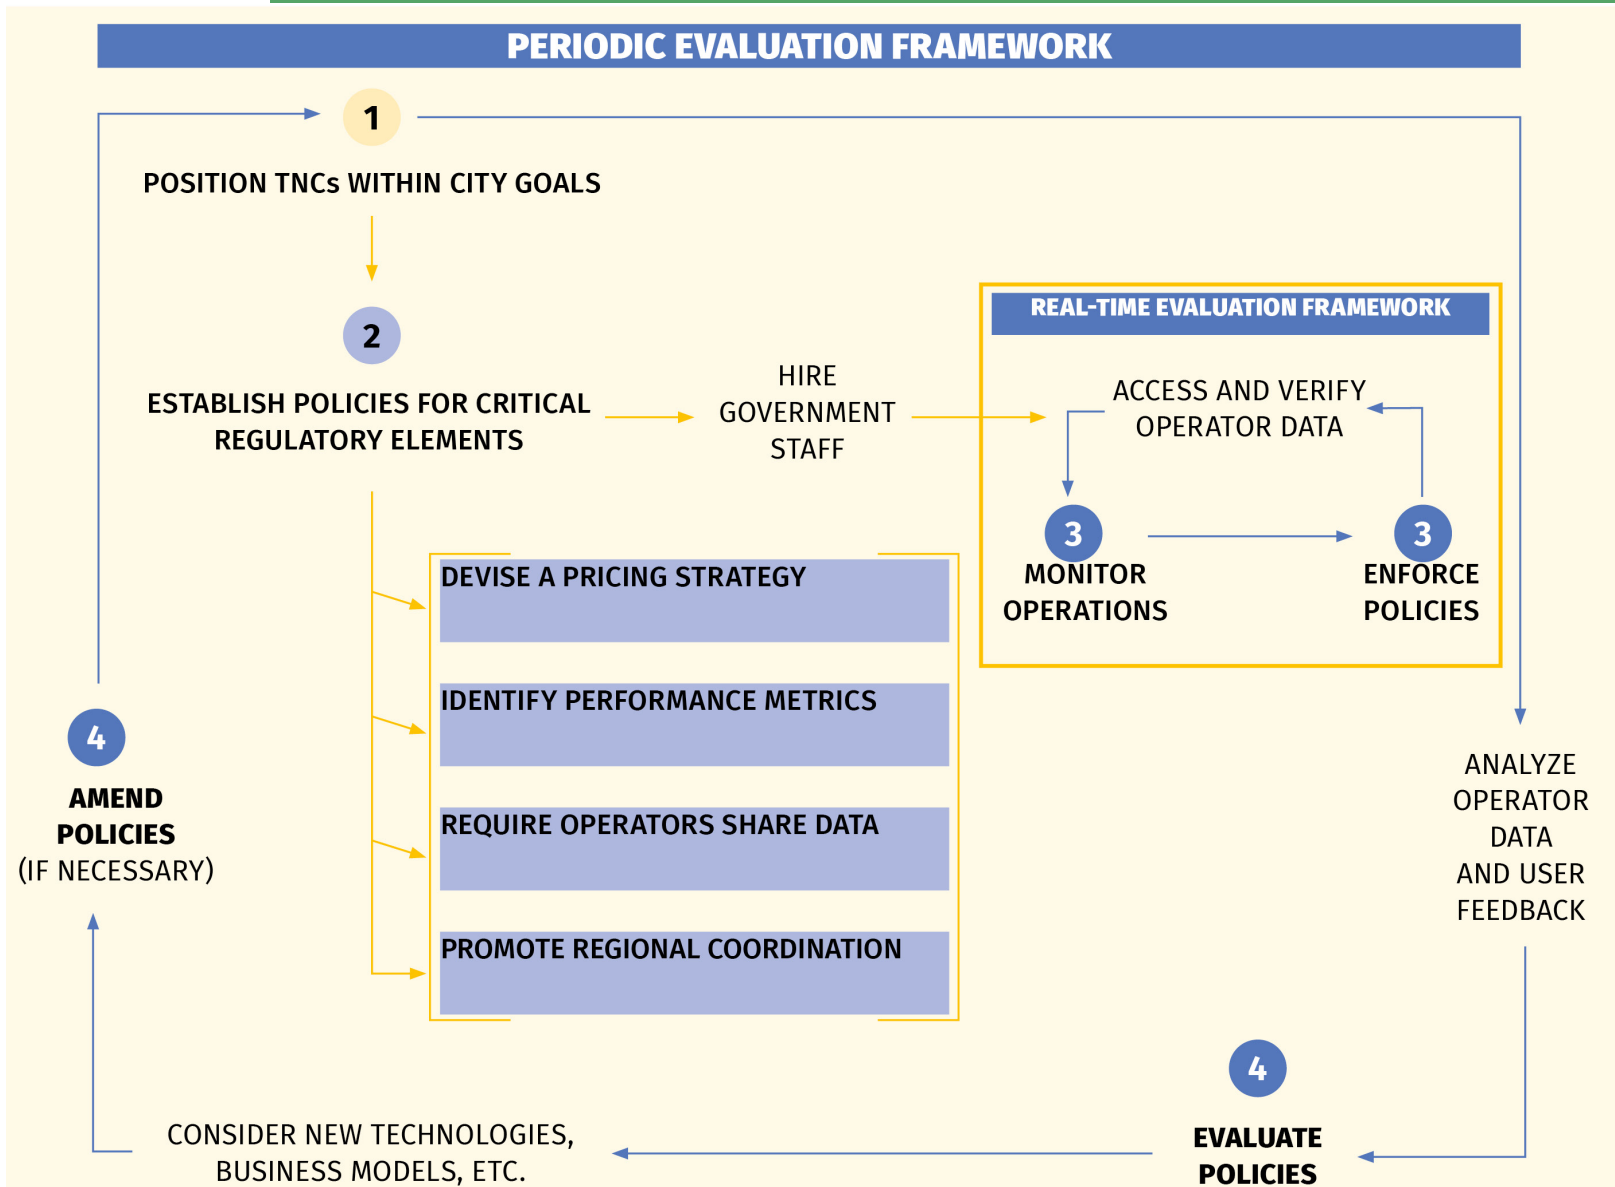 PERIODIC EVALUATION FRAMEWORK
1
POSITION TNCs WITHIN CITY GOALS
2
ESTABLISH POLICIES FOR CRITICAL
REGULATORY ELEMENTS
HIRE
GOVERNMENT
STAFF
REAL-TIME EVALUATION FRAMEWORK
ACCESS AND VERIFY
OPERATOR DATA
3
MONITOR
OPERATIONS
3
ENFORCE
POLICIES
DEVISE A PRICING STRATEGY
IDENTIFY PERFORMANCE METRICS
REQUIRE OPERATORS SHARE DATA
PROMOTE REGIONAL COORDINATION
ANALYZE
OPERATOR
DATA
AND USER
FEEDBACK
4
EVALUATE
POLICIES
CONSIDER NEW TECHNOLOGIES,
BUSINESS MODELS, ETC.
4
AMEND
POLICIES
(IF NECESSARY)